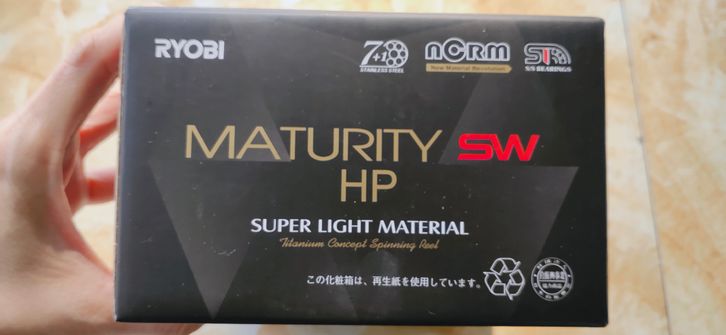 RYOBI
7+1
STAINLESS STEEL
nCRM
New Material Revolution
S/S BEARINGS
MATURITY SW
HP
SUPER LIGHT MATERIAL
Titanium Concept Spinning Reel
この化粧箱は、再生紙を使用しています。